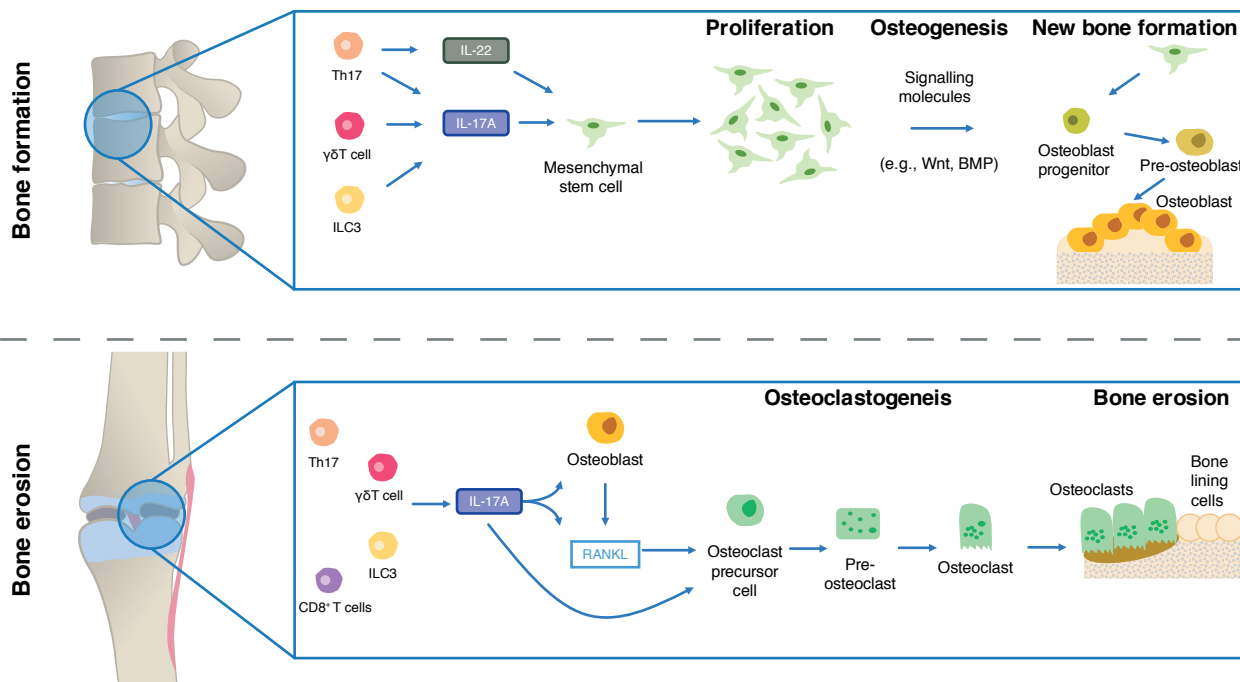 Bone formation
Th17
γδT cell
ILC3
IL-22
IL-17A
Mesenchymal
stem cell
Proliferation
Osteogenesis
Signalling
molecules
(e.g., Wnt, BMP)
New bone formation
Osteoblast
progenitor
Pre-osteoblast
Osteoblast
Bone erosion
Th17
γδT cell
ILC3
CD8⁺ T cells
IL-17A
Osteoblast
RANKL
Osteoclastogeneis
Osteoclast
precursor
cell
Pre-
osteoclast
Osteoclast
Bone erosion
Osteoclasts
Bone
lining
cells